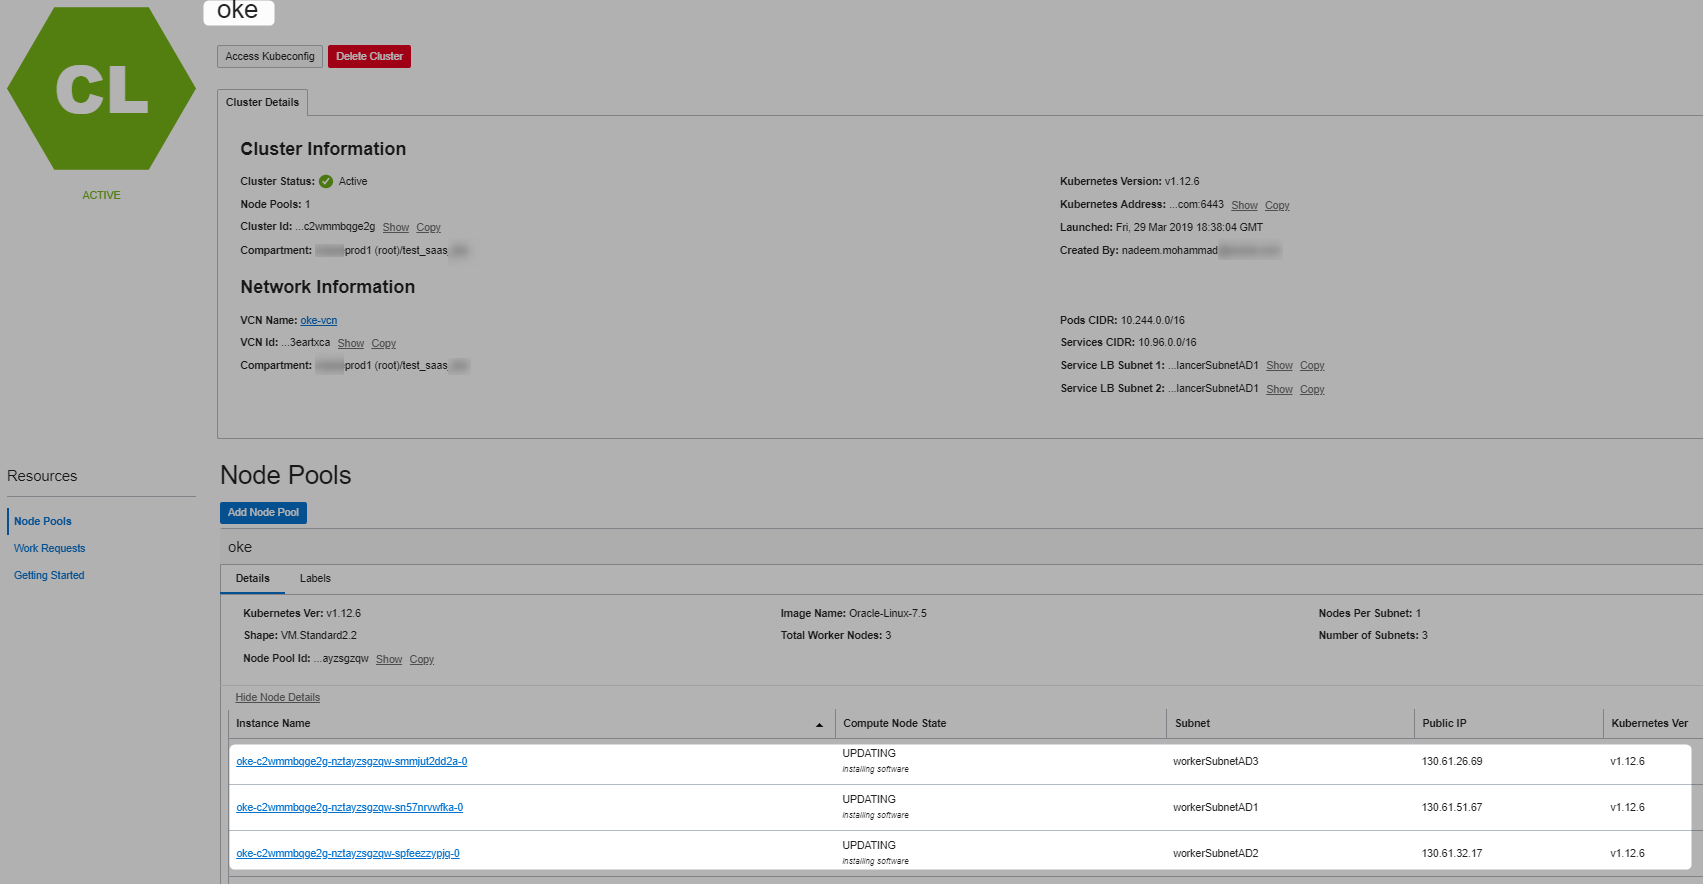 oke
CL
ACTIVE
Access Kubeconfig Delete Cluster
Cluster Details
Cluster Information
Cluster Status: Active
Node Pools: 1
Cluster Id: ...c2wmmbqge2g Show Copy
Compartment: prod1 (root)/test_saas_
Kubernetes Version: v1.12.6
Kubernetes Address: ...com:6443 Show Copy
Launched: Fri, 29 Mar 2019 18:38:04 GMT
Created By: nadeem.mohammad
Network Information
VCN Name: oke-vcn
VCN Id: ...3eartxca Show Copy
Compartment: prod1 (root)/test_saas_
Pods CIDR: 10.244.0.0/16
Services CIDR: 10.96.0.0/16
Service LB Subnet 1: ...lancerSubnetAD1 Show Copy
Service LB Subnet 2: ...lancerSubnetAD1 Show Copy
Resources
Node Pools
Work Requests
Getting Started
Node Pools
Add Node Pool
oke
Details Labels
Kubernetes Ver: v1.12.6
Shape: VM.Standard2.2
Node Pool Id: ...ayzsgzqw Show Copy
Image Name: Oracle-Linux-7.5
Total Worker Nodes: 3
Nodes Per Subnet: 1
Number of Subnets: 3
Hide Node Details
Instance Name Compute Node State Subnet Public IP Kubernetes Ver
oke-c2wmmbqge2g-nztayzsgzqw-smmjut2dd2a-0 UPDATING workerSubnetAD3 130.61.26.69 v1.12.6
Installing software
oke-c2wmmbqge2g-nztayzsgzqw-sn57nrvwfka-0 UPDATING workerSubnetAD1 130.61.51.67 v1.12.6
Installing software
oke-c2wmmbqge2g-nztayzsgzqw-spfeezzypjq-0 UPDATING workerSubnetAD2 130.61.32.17 v1.12.6
Installing software